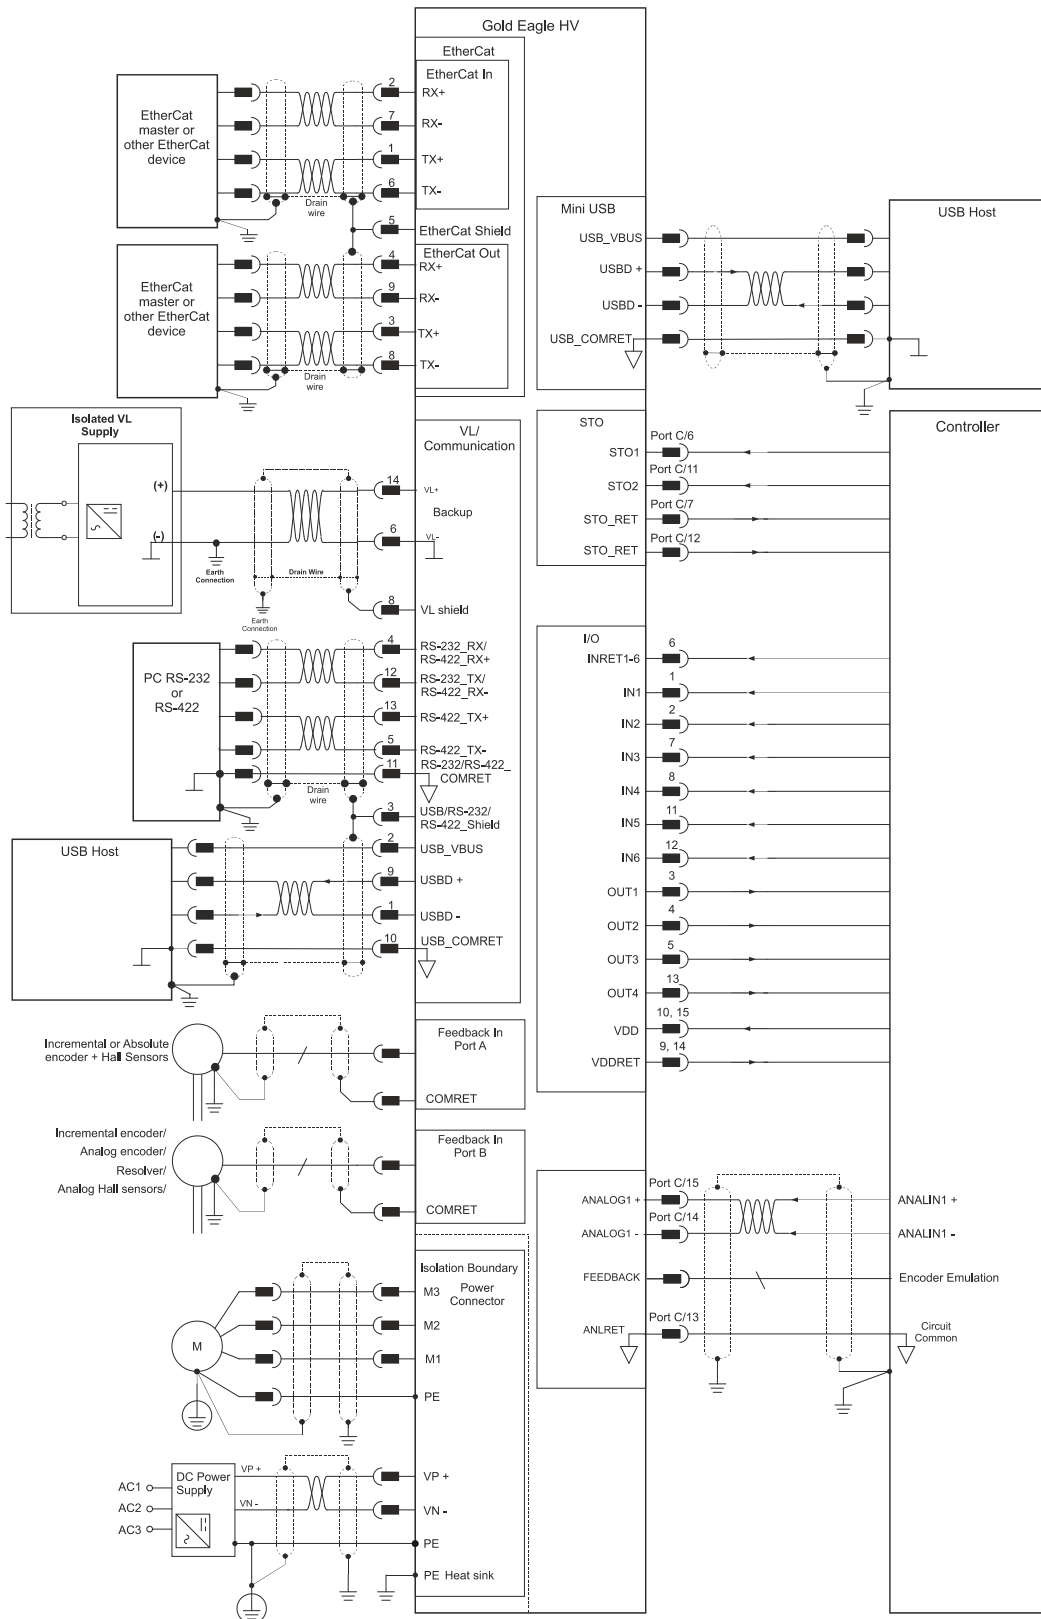 Gold Eagle HV
EtherCat
EtherCat In
EtherCat
master or
other EtherCat
device
2
RX+
7
RX-
1
TX+
6
TX-
Drain
wire
5
EtherCat Shield
EtherCat Out
EtherCat
master or
other EtherCat
device
4
RX+
9
RX-
3
TX+
8
TX-
Drain
wire
Mini USB
USB_VBUS
USBD +
USBD -
USB_COMRET
USB Host
Isolated VL
Supply
(+)
(-)
Earth
Connection
Drain Wire
Earth
Connection
VL/
Communication
14
VL+
Backup
6
VL-
8
VL shield
STO
STO1
Port C/6
STO2
Port C/11
STO_RET
Port C/7
STO_RET
Port C/12
Controller
PC RS-232
or
RS-422
4
RS-232_RX/
RS-422_RX+
12
RS-232_TX/
RS-422_RX-
13
RS-422_TX+
5
RS-422_TX-
11
RS-232/RS-422_
COMRET
Drain
wire
3
USB/RS-232/
RS-422_Shield
USB Host
2
USB_VBUS
9
USBD +
1
USBD -
10
USB_COMRET
I/O
INRET1-6
6
IN1
1
IN2
2
IN3
7
IN4
8
IN5
11
IN6
12
OUT1
3
OUT2
4
OUT3
5
OUT4
13
VDD
10, 15
VDDRET
9, 14
Incremental or Absolute
encoder + Hall Sensors
Feedback In
Port A
COMRET
Incremental encoder/
Analog encoder/
Resolver/
Analog Hall sensors/
Feedback In
Port B
COMRET
ANALOG1 +
Port C/15
ANALIN1 +
ANALOG1 -
Port C/14
ANALIN1 -
FEEDBACK
Encoder Emulation
ANLRET
Port C/13
Circuit
Common
Isolation Boundary
Power
Connector
M
M3
M2
M1
PE
AC1
AC2
AC3
DC Power
Supply
VP +
VN -
VP +
VN -
PE
PE Heat sink